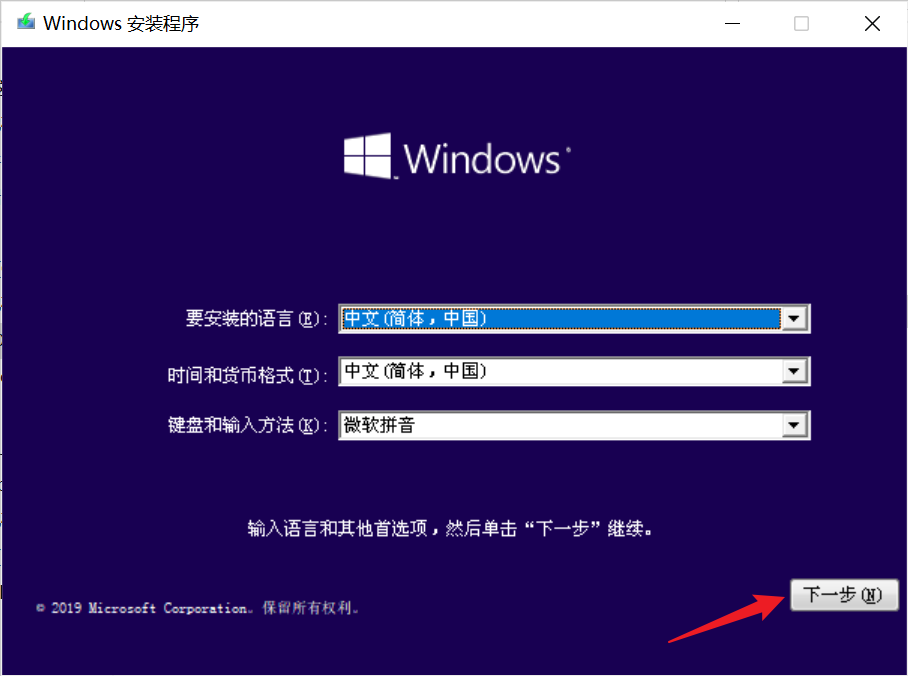 Windows 安装程序
Windows
要安装的语言(E): 中文(简体，中国)
时间和货币格式(T): 中文(简体，中国)
键盘和输入方法(K): 微软拼音
输入语言和其他首选项，然后单击“下一步”继续。
下一步(N)
© 2019 Microsoft Corporation。保留所有权利。